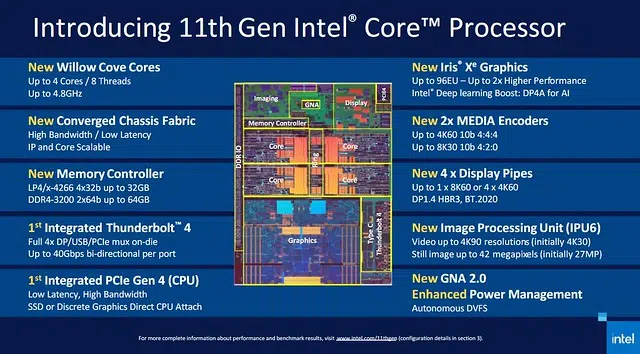 Introducing 11th Gen Intel® Core™ Processor
New Willow Cove Cores
Up to 4 Cores / 8 Threads
Up to 4.8GHz
New Converged Chassis Fabric
High Bandwidth / Low Latency
IP and Core Scalable
New Memory Controller
LP4/x-4266 4x32b up to 32GB
DDR4-3200 2x64b up to 64GB
1st Integrated Thunderbolt™ 4
Full 4x DP/USB/PCIe mux on-die
Up to 40Gbps bi-directional per port
1st Integrated PCIe Gen 4 (CPU)
Low Latency, High Bandwidth
SSD or Discrete Graphics Direct CPU Attach
Imaging
GNA
Display
PCIe4
Memory Controller
DDR IO
Core
Core
Ring
Core
Core
Graphics
Type C
Thunderbolt 4
New Iris® Xe Graphics
Up to 96EU – Up to 2x Higher Performance
Intel® Deep learning Boost: DP4A for AI
New 2x MEDIA Encoders
Up to 4K60 10b 4:4:4
Up to 8K30 10b 4:2:0
New 4 x Display Pipes
Up to 1 x 8K60 or 4 x 4K60
DP1.4 HBR3, BT.2020
New Image Processing Unit (IPU6)
Video up to 4K90 resolutions (initially 4K30)
Still image up to 42 megapixels (initially 27MP)
New GNA 2.0
Enhanced Power Management
Autonomous DVFS
For more complete information about performance and benchmark results, visit www.intel.com/11thgen (configuration details in section 3).
intel